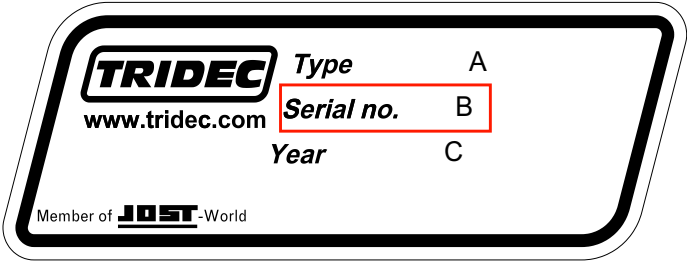 TRIDEC
www.tridec.com
Type A
Serial no. B
Year C
Member of JOST-World